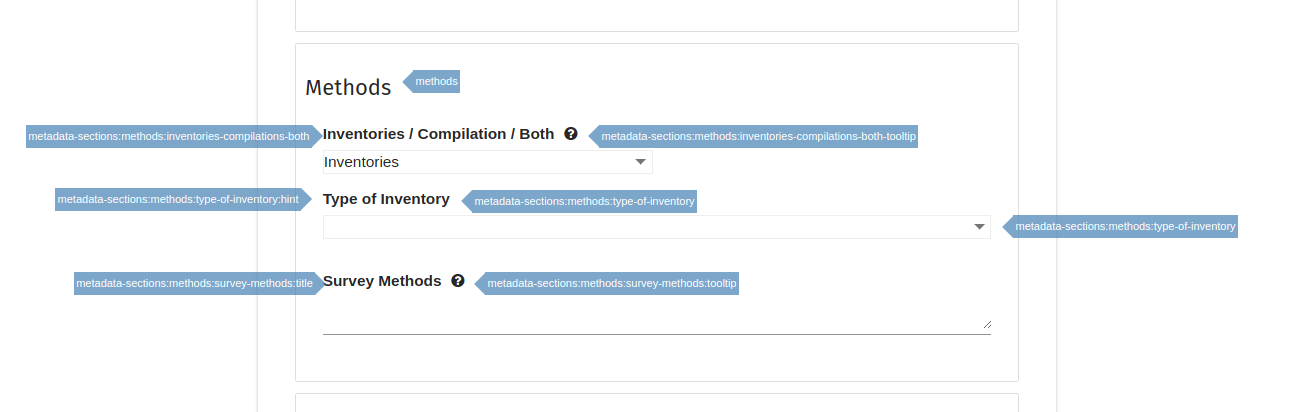 Methods methods
metadata-sections:methods:inventories-compilations-both Inventories / Compilation / Both metadata-sections:methods:inventories-compilations-both-tooltip
Inventories
metadata-sections:methods:type-of-inventory:hint Type of Inventory metadata-sections:methods:type-of-inventory
metadata-sections:methods:type-of-inventory
metadata-sections:methods:survey-methods:title Survey Methods metadata-sections:methods:survey-methods:tooltip